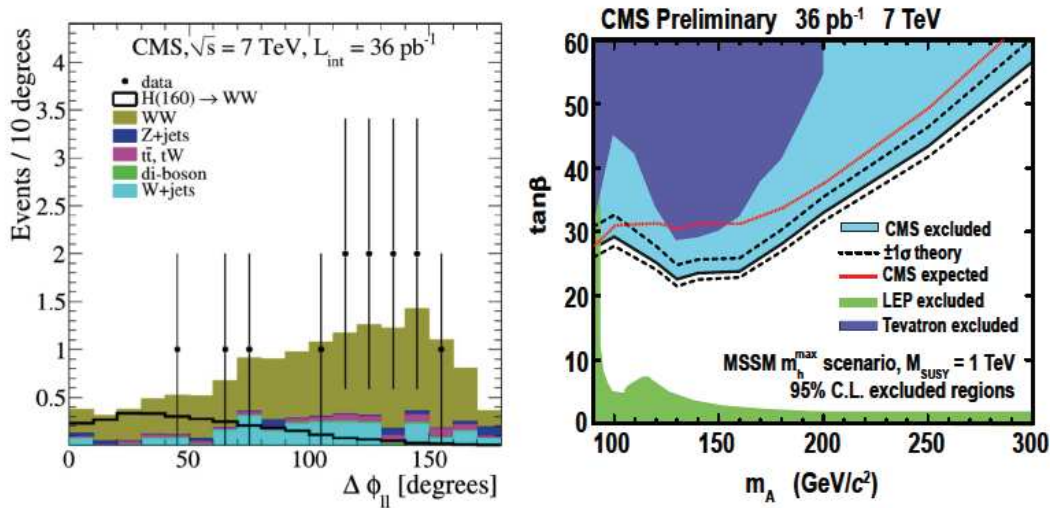 CMS, √s = 7 TeV, L_int = 36 pb⁻¹
data
H(160) → WW
WW
Z+jets
tt̄, tW
di-boson
W+jets
Events / 10 degrees
4
3.5
3
2.5
2
1.5
1
0.5
0 50 100 150
Δ ϕ_ll [degrees]
CMS Preliminary 36 pb⁻¹ 7 TeV
tanβ
60
50
40
30
20
10
0
CMS excluded
±1σ theory
CMS expected
LEP excluded
Tevatron excluded
MSSM m_h^max scenario, M_SUSY = 1 TeV
95% C.L. excluded regions
100 150 200 250 300
m_A (GeV/c²)